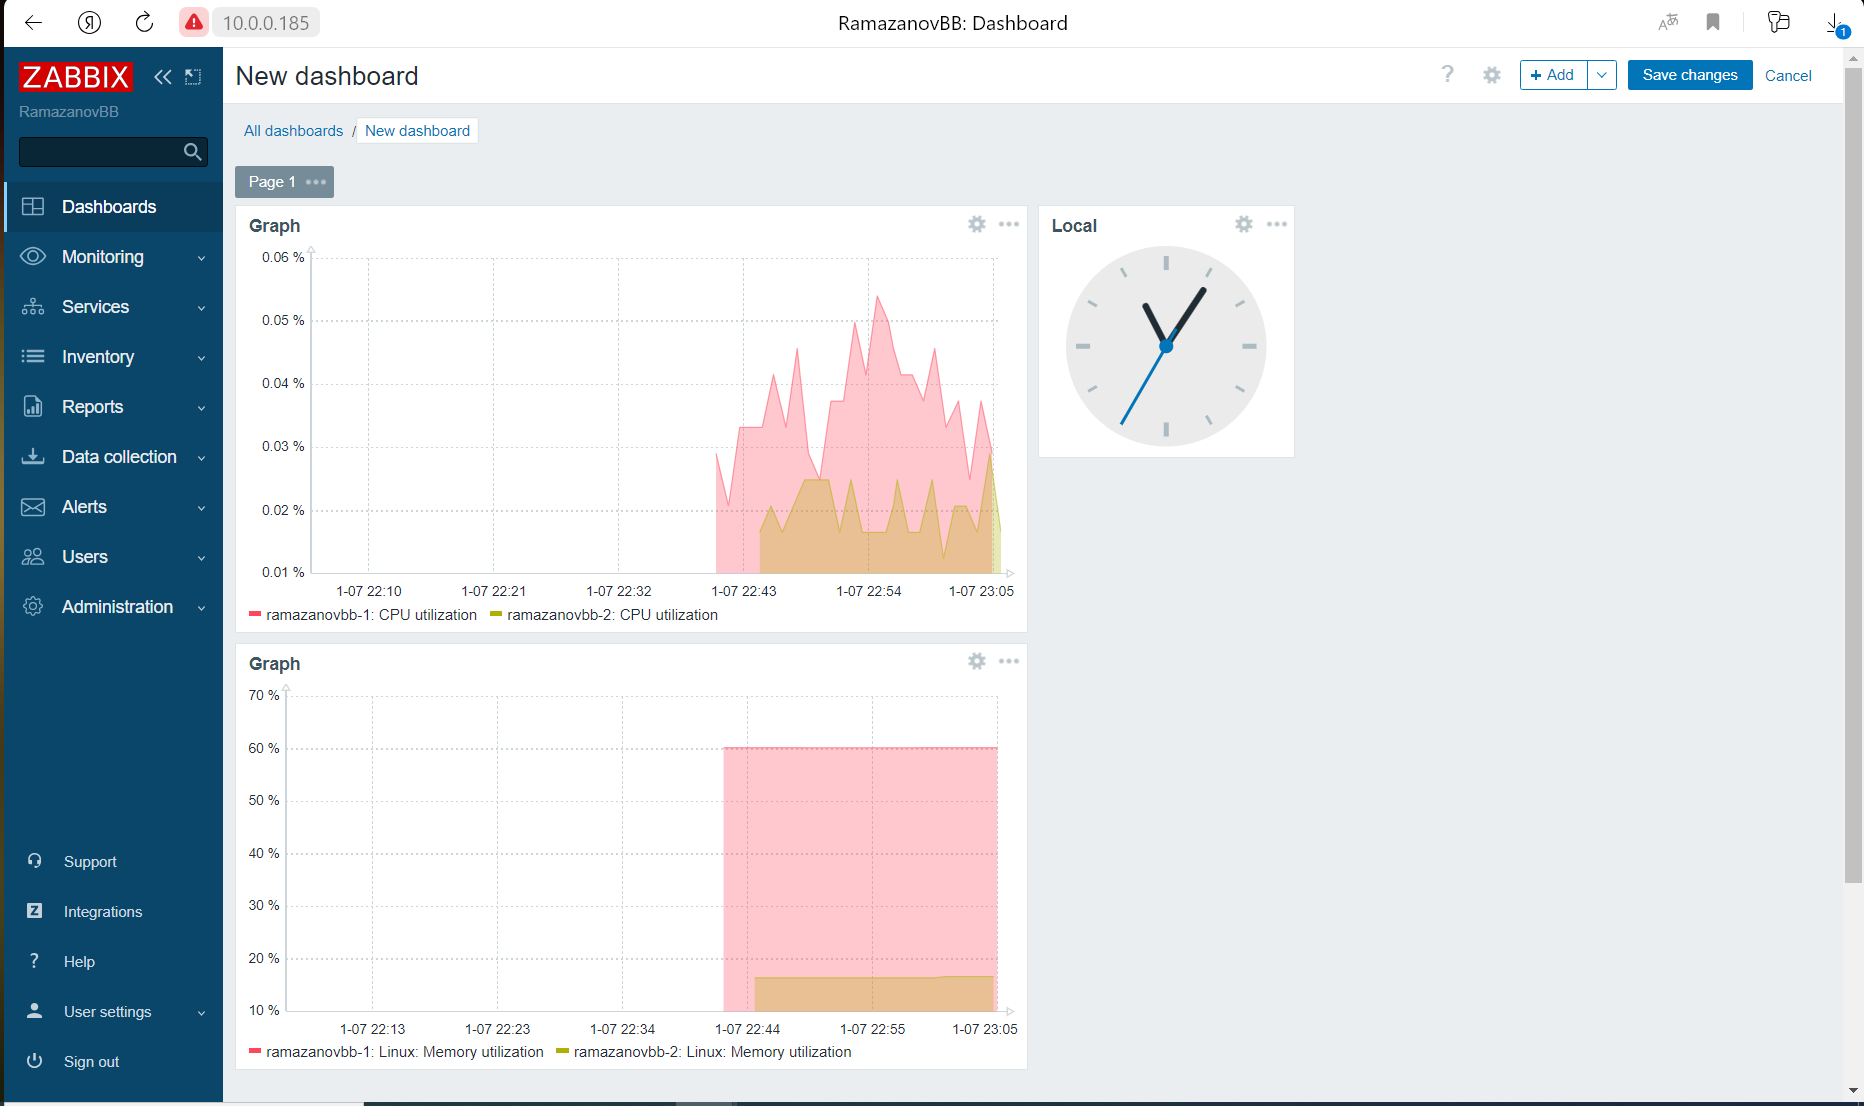 10.0.0.185
RamazanovBB: Dashboard
1
ZABBIX
RamazanovBB
Dashboards
Monitoring
Services
Inventory
Reports
Data collection
Alerts
Users
Administration
Support
Z Integrations
? Help
User settings
Sign out
New dashboard
? + Add Save changes Cancel
All dashboards / New dashboard
Page 1
Graph
0.06 %
0.05 %
0.04 %
0.03 %
0.02 %
0.01 %
1-07 22:10 1-07 22:21 1-07 22:32 1-07 22:43 1-07 22:54 1-07 23:05
ramazanovbb-1: CPU utilization ramazanovbb-2: CPU utilization
Local
Graph
70 %
60 %
50 %
40 %
30 %
20 %
10 %
1-07 22:13 1-07 22:23 1-07 22:34 1-07 22:44 1-07 22:55 1-07 23:05
ramazanovbb-1: Linux: Memory utilization ramazanovbb-2: Linux: Memory utilization